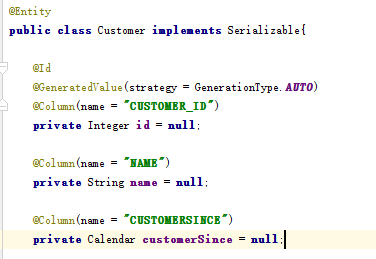 @Entity
public class Customer implements Serializable{
@Id
@GeneratedValue(strategy = GenerationType.AUTO)
@Column(name = "CUSTOMER_ID")
private Integer id = null;
@Column(name = "NAME")
private String name = null;
@Column(name = "CUSTOMERSINCE")
private Calendar customerSince = null;